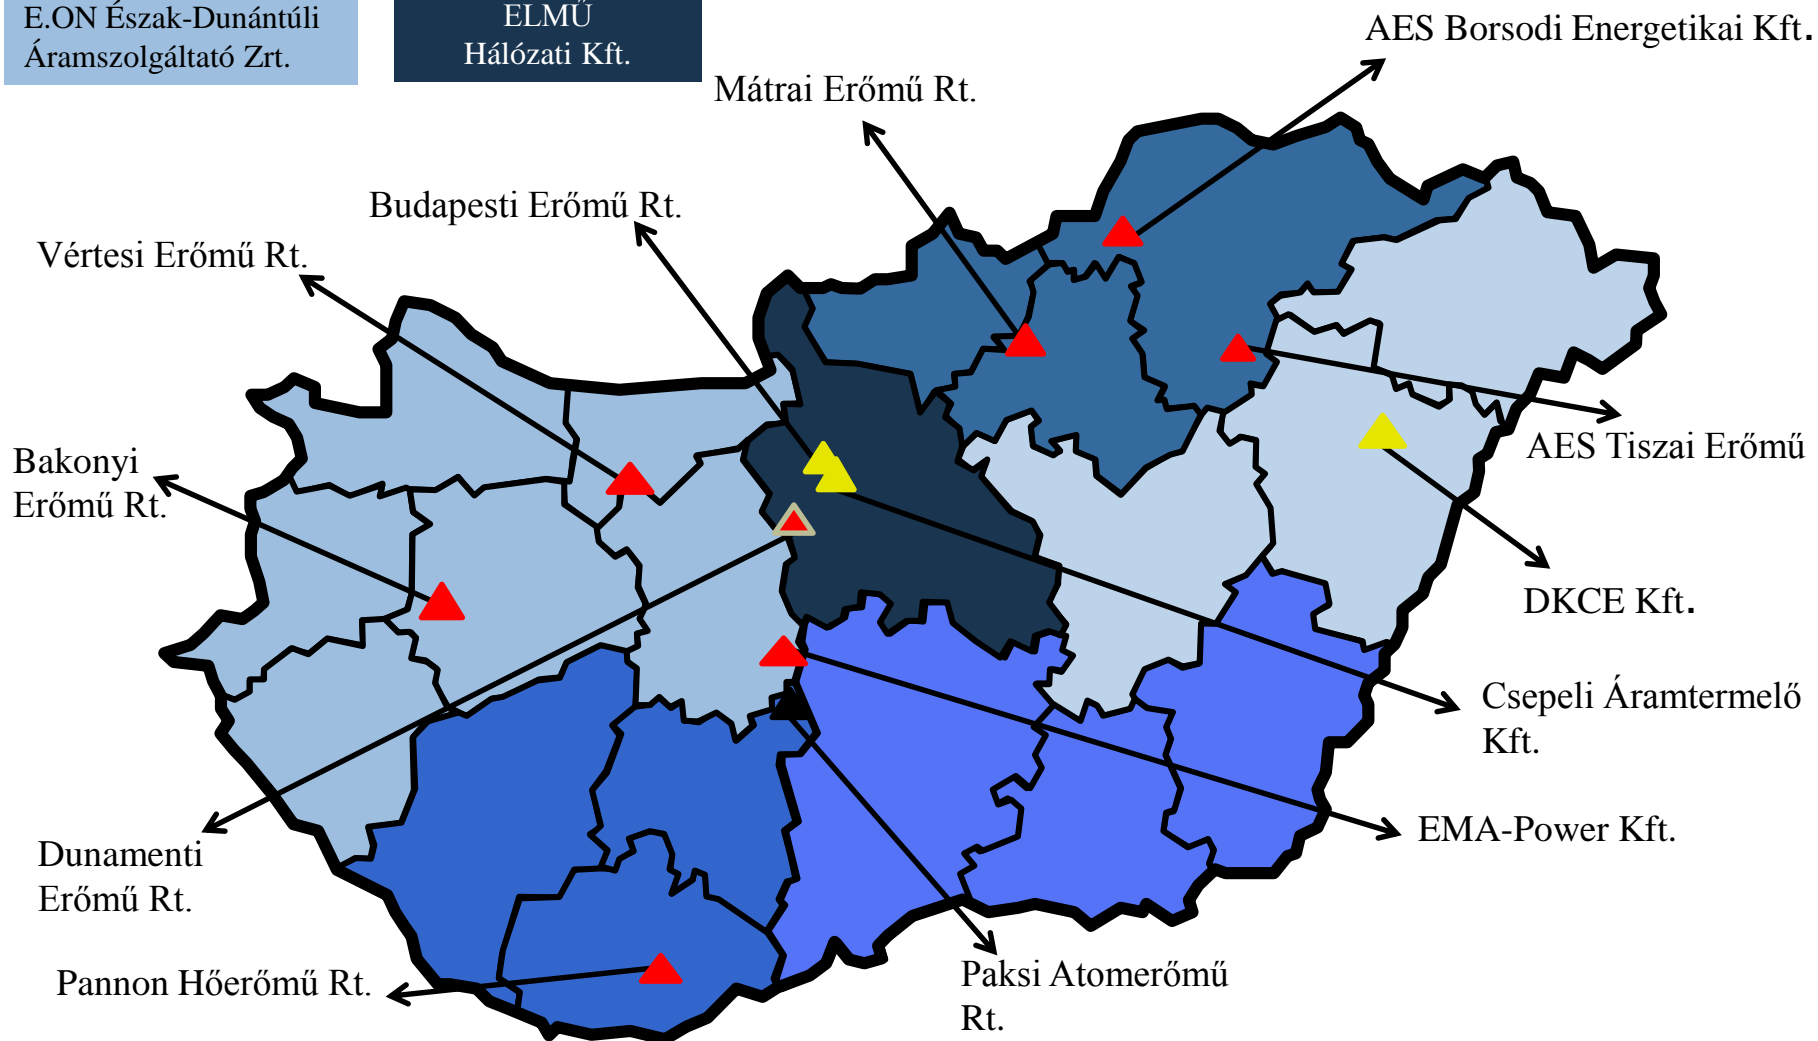 E.ON Észak-Dunántúli
Áramszolgáltató Zrt.
ELMŰ
Hálózati Kft.
AES Borsodi Energetikai Kft.
Mátrai Erőmű Rt.
Budapesti Erőmű Rt.
Vértesi Erőmű Rt.
Bakonyi
Erőmű Rt.
AES Tiszai Erőmű
DKCE Kft.
Csepeli Áramtermelő
Kft.
EMA-Power Kft.
Dunamenti
Erőmű Rt.
Pannon Hőerőmű Rt.
Paksi Atomerőmű
Rt.